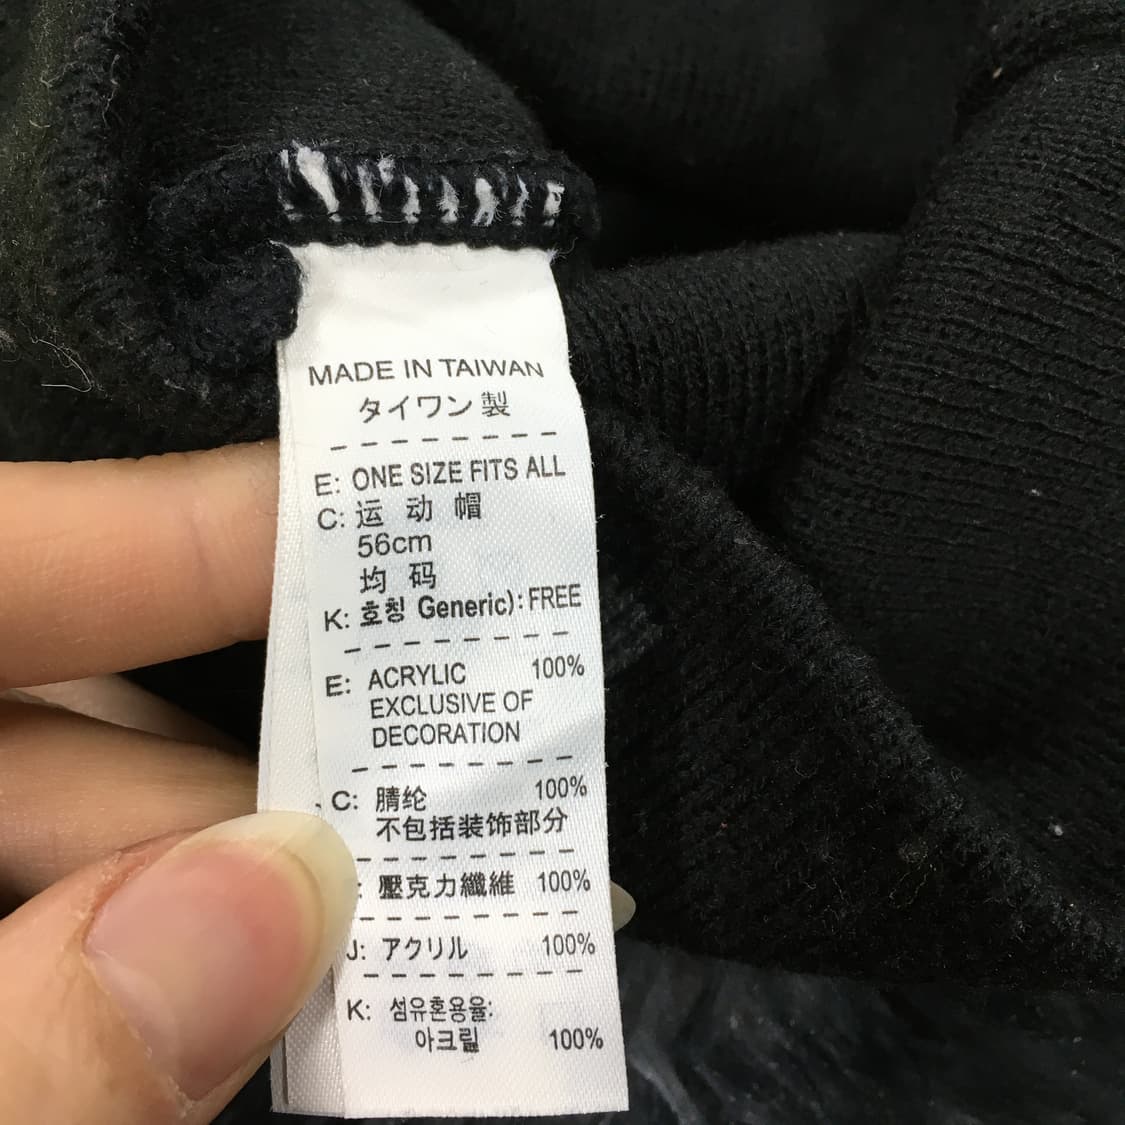 MADE IN TAIWAN
タイワン製
E: ONE SIZE FITS ALL
C: 运 动 帽
56cm
均 码
K: 호칭 Generic): FREE
E: ACRYLIC 100%
EXCLUSIVE OF
DECORATION
C: 腈纶 100%
不包括装饰部分
: 壓克力纖維 100%
J: アクリル 100%
K: 섬유혼용율:
아크릴 100%